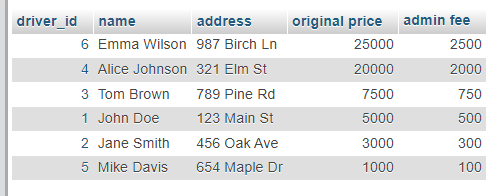 driver_id name address original price admin fee
6 Emma Wilson 987 Birch Ln 25000 2500
4 Alice Johnson 321 Elm St 20000 2000
3 Tom Brown 789 Pine Rd 7500 750
1 John Doe 123 Main St 5000 500
2 Jane Smith 456 Oak Ave 3000 300
5 Mike Davis 654 Maple Dr 1000 100